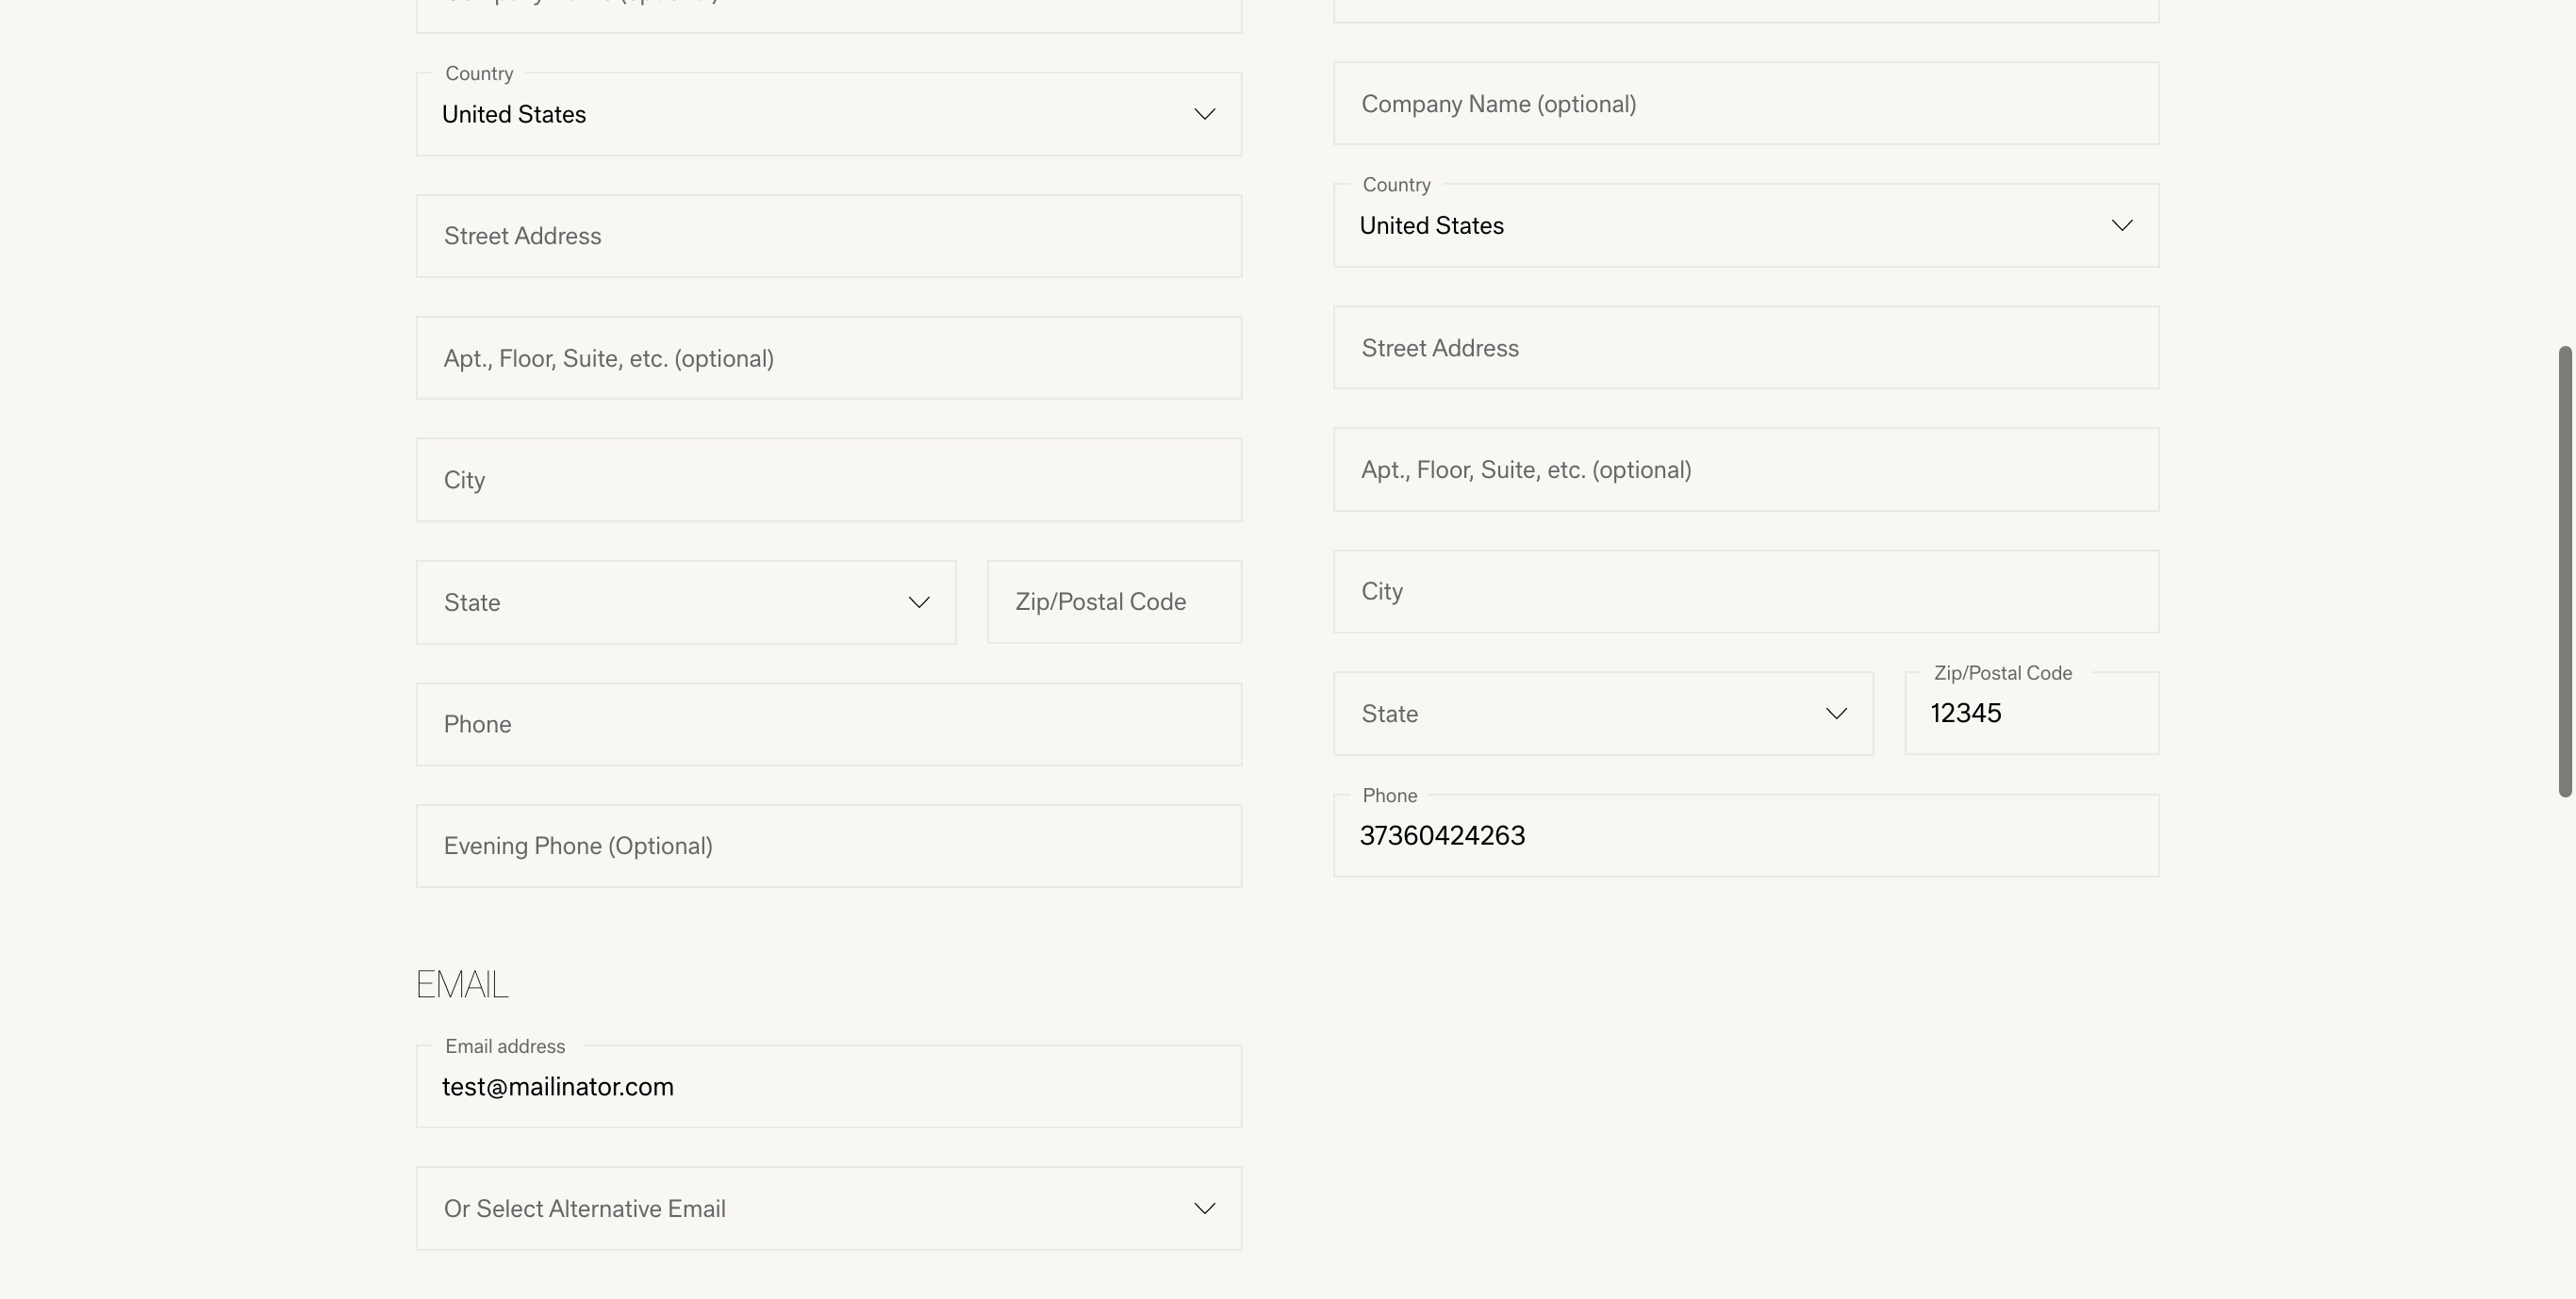 Country
United States
Street Address
Apt., Floor, Suite, etc. (optional)
City
State
Zip/Postal Code
Phone
Evening Phone (Optional)
EMAIL
Email address
test@mailinator.com
Or Select Alternative Email
Company Name (optional)
Country
United States
Street Address
Apt., Floor, Suite, etc. (optional)
City
State
Zip/Postal Code
12345
Phone
37360424263